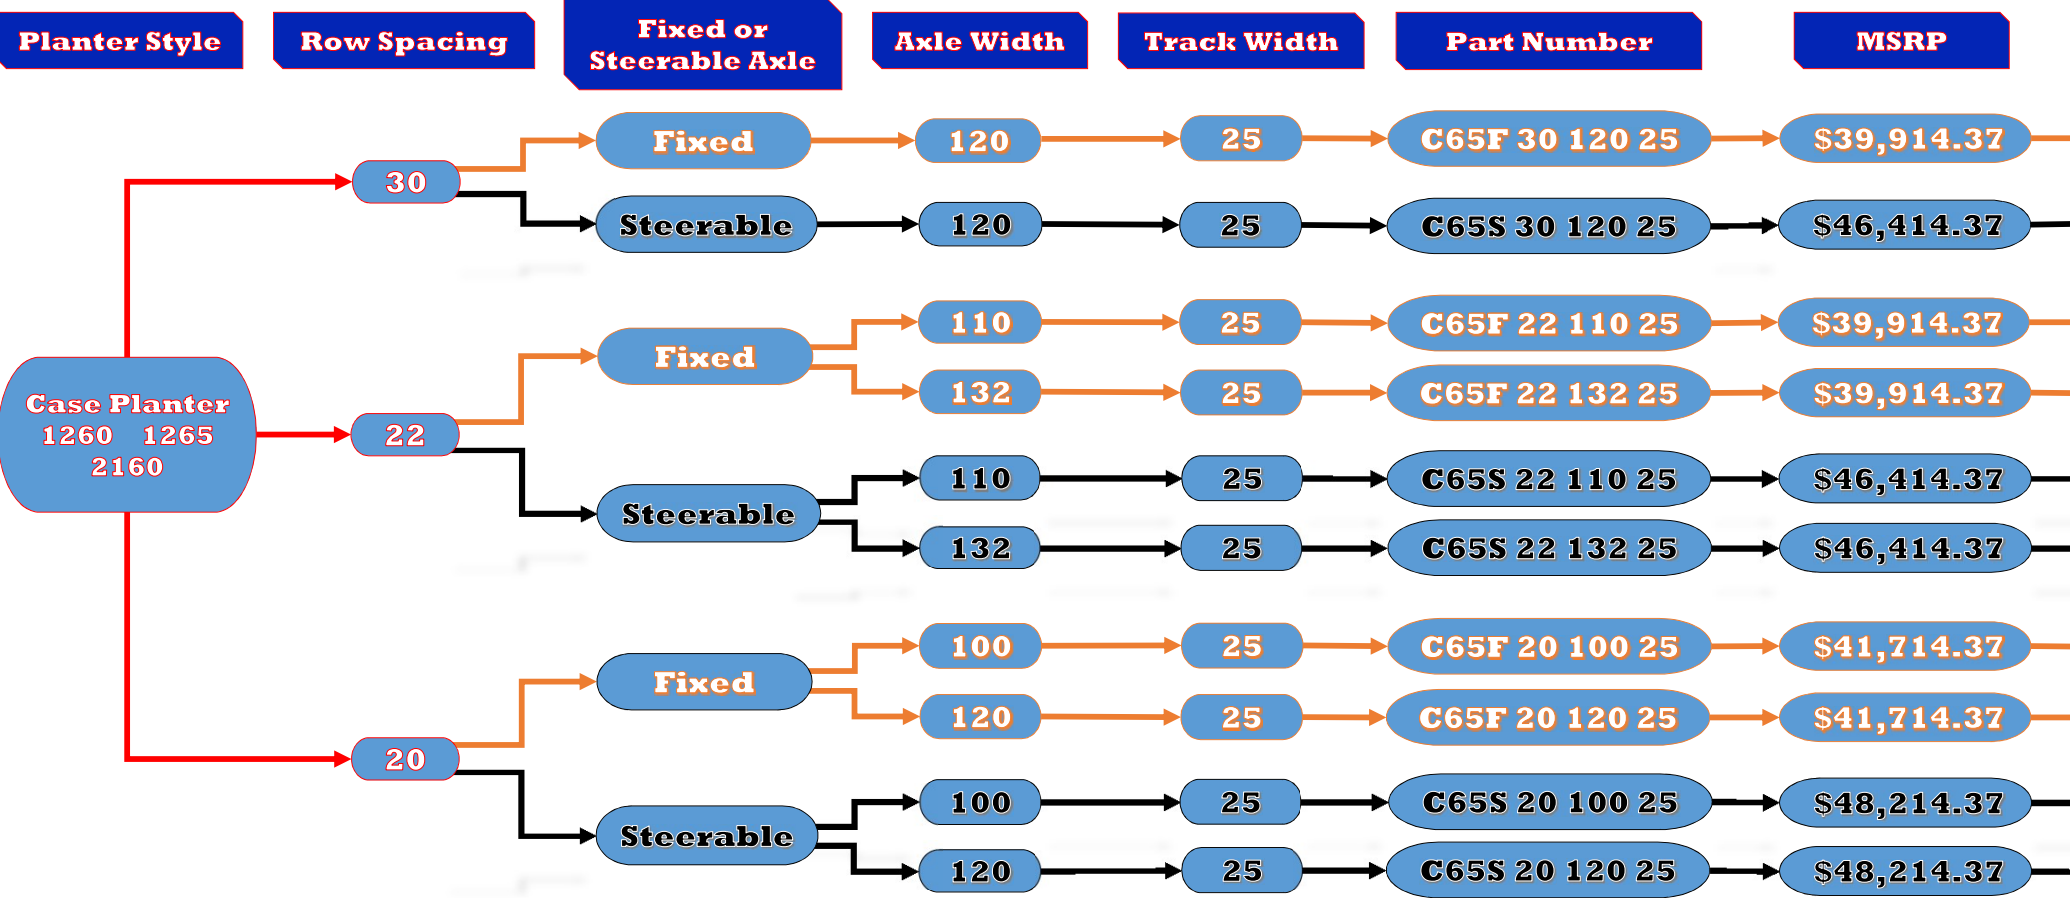 Planter Style
Row Spacing
Fixed or
Steerable Axle
Axle Width
Track Width
Part Number
MSRP
Fixed
120
25
C65F 30 120 25
$39,914.37
30
Steerable
120
25
C65S 30 120 25
$46,414.37
110
25
C65F 22 110 25
$39,914.37
Fixed
132
25
C65F 22 132 25
$39,914.37
Case Planter
1260 1265
2160
22
110
25
C65S 22 110 25
$46,414.37
Steerable
132
25
C65S 22 132 25
$46,414.37
100
25
C65F 20 100 25
$41,714.37
Fixed
120
25
C65F 20 120 25
$41,714.37
20
100
25
C65S 20 100 25
$48,214.37
Steerable
120
25
C65S 20 120 25
$48,214.37